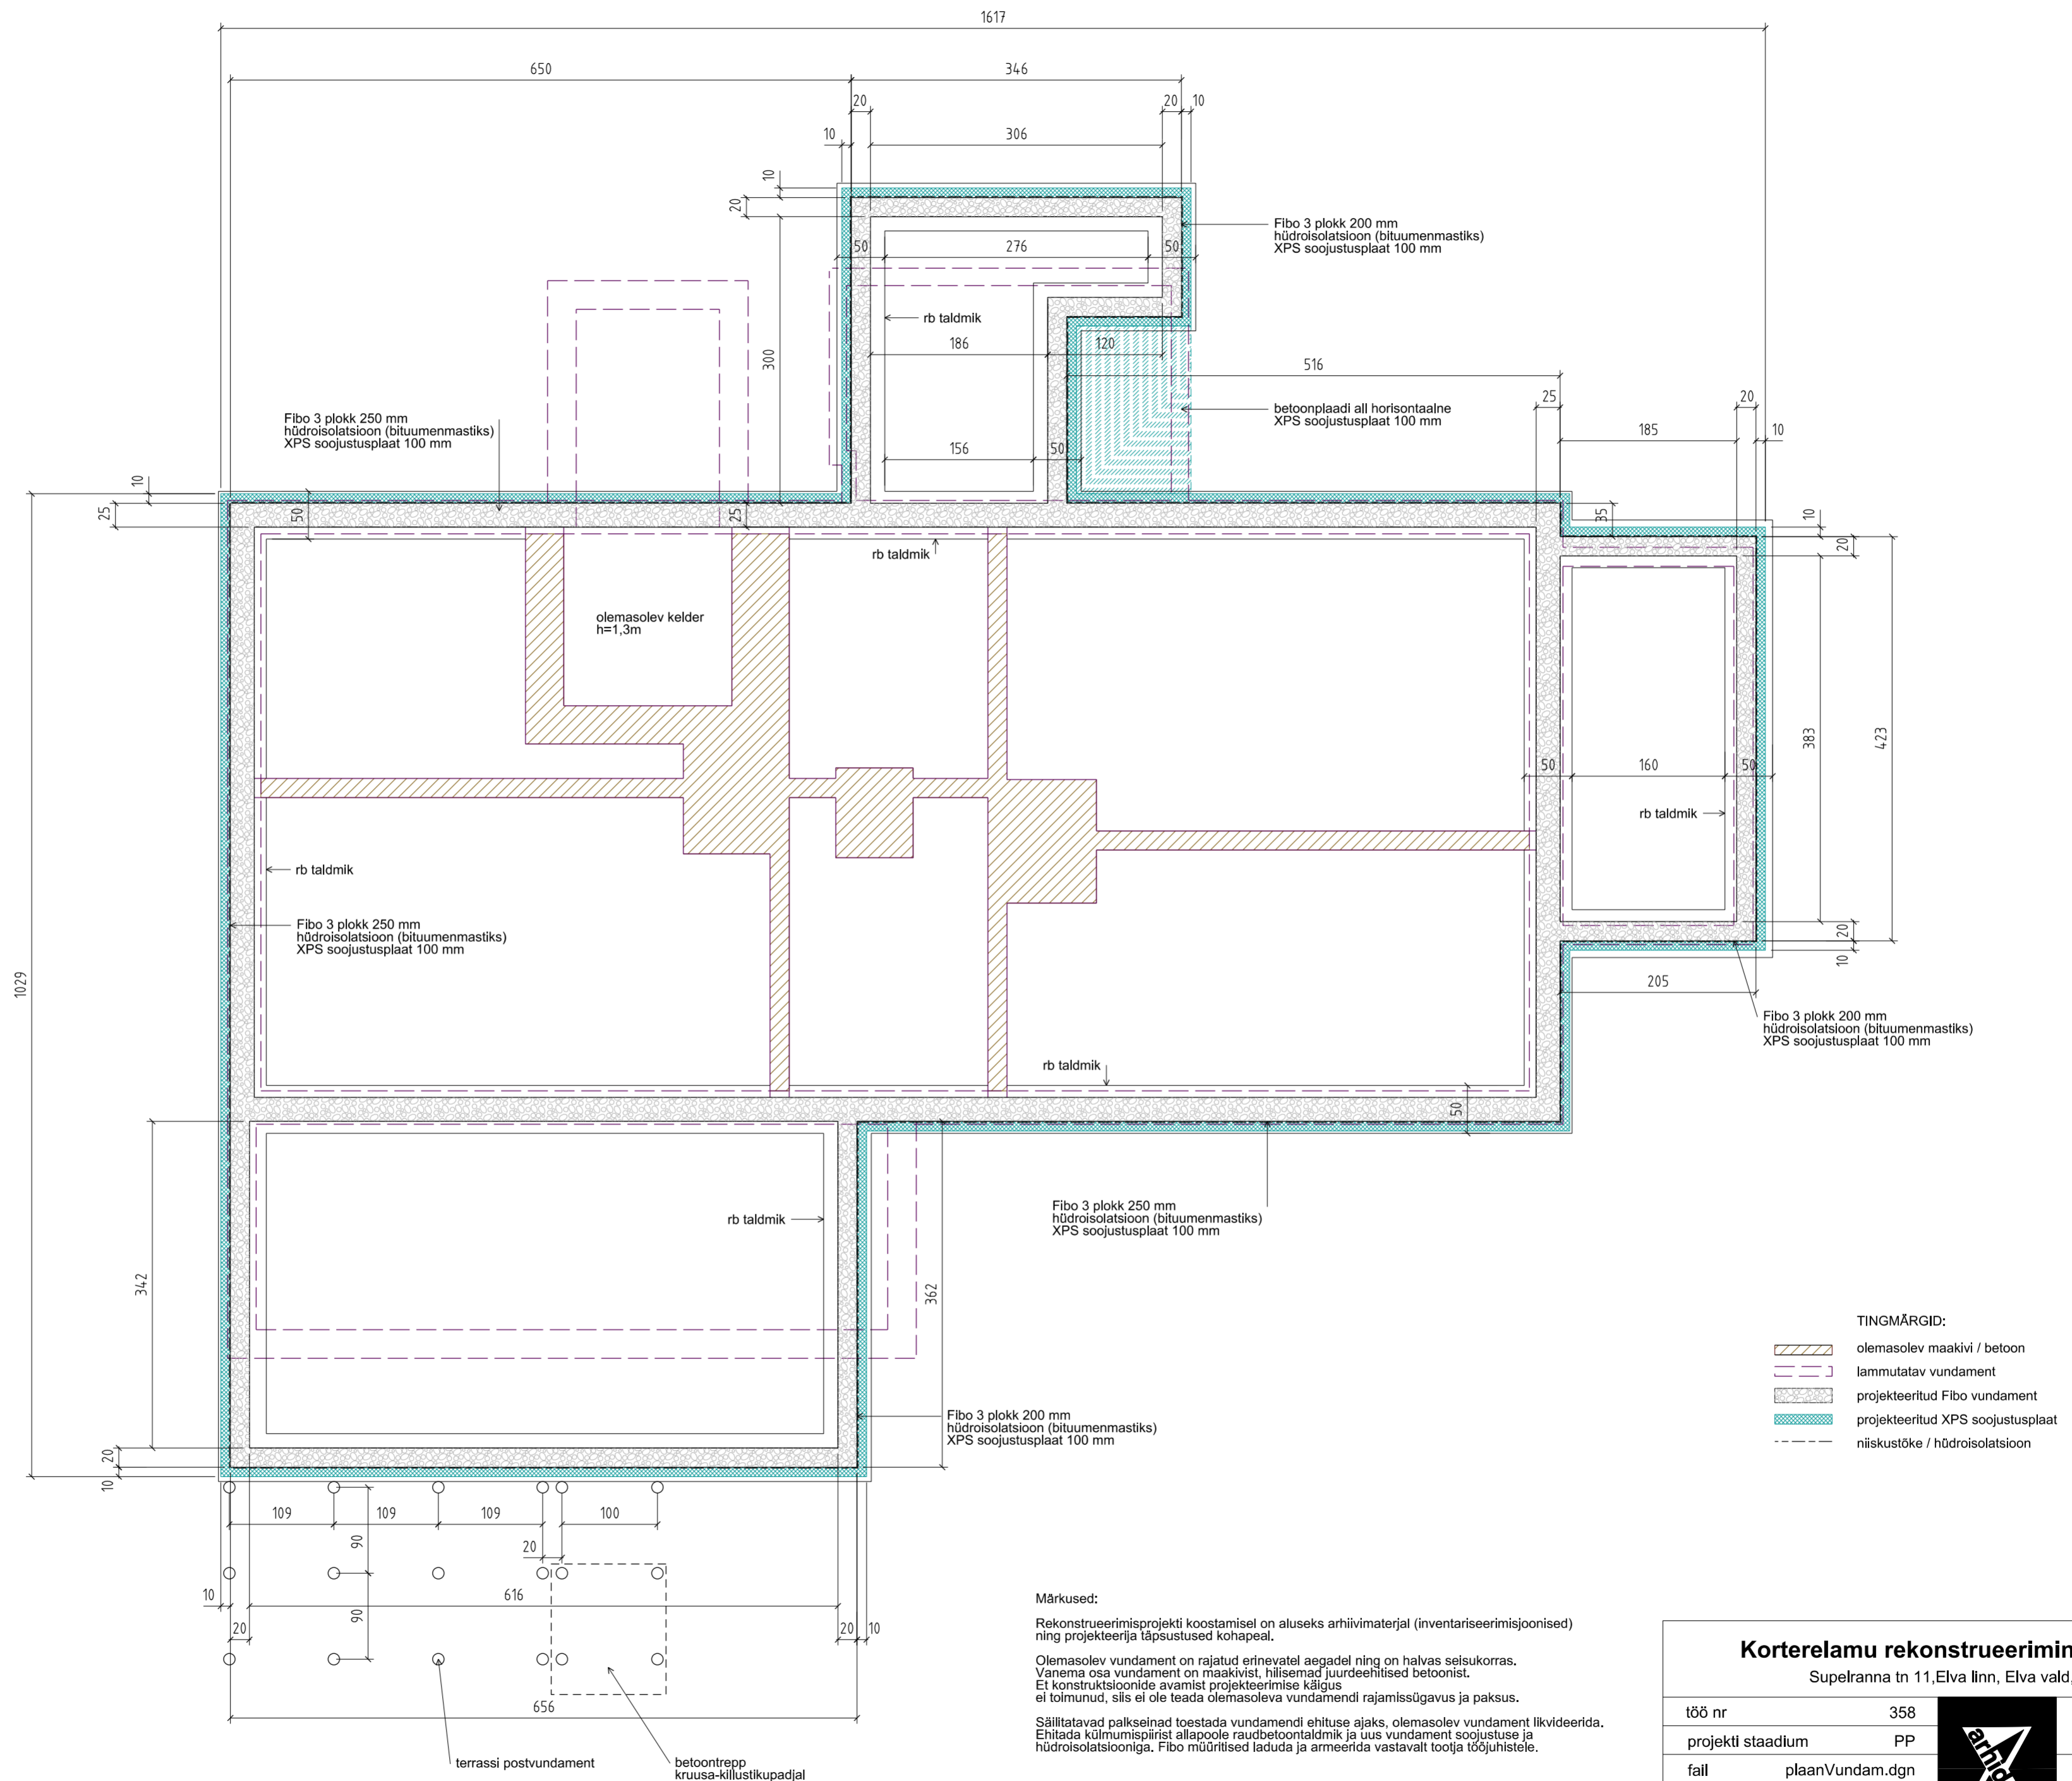 1617
650
346
20
20
10
10
306
10
20
50
276
50
Fibo 3 plokk 200 mm
hüdroisolatsioon (bituumenmastiks)
XPS soojustusplaat 100 mm
rb taldmik
300
186
120
516
Fibo 3 plokk 250 mm
hüdroisolatsioon (bituumenmastiks)
XPS soojustusplaat 100 mm
betoonplaadi all horisontaalne
XPS soojustusplaat 100 mm
25
20
185
10
156
50
10
25
50
25
35
10
20
rb taldmik
olemasolev kelder
h=1,3m
383
423
50
160
50
rb taldmik
rb taldmik
Fibo 3 plokk 250 mm
hüdroisolatsioon (bituumenmastiks)
XPS soojustusplaat 100 mm
1029
20
10
205
Fibo 3 plokk 200 mm
hüdroisolatsioon (bituumenmastiks)
XPS soojustusplaat 100 mm
rb taldmik
50
Fibo 3 plokk 250 mm
hüdroisolatsioon (bituumenmastiks)
XPS soojustusplaat 100 mm
rb taldmik
342
362
TINGMÄRGID:
olemasolev maakivi / betoon
lammutatav vundament
projekteeritud Fibo vundament
projekteeritud XPS soojustusplaat
niiskustõke / hüdroisolatsioon
Fibo 3 plokk 200 mm
hüdroisolatsioon (bituumenmastiks)
XPS soojustusplaat 100 mm
20
10
109
109
109
100
90
20
10
616
90
20
20
10
656
terrassi postvundament
betoontrepp
kruusa-killustikupadjal
Märkused:
Rekonstrueerimisprojekti koostamisel on aluseks arhiivimaterjal (inventariseerimisjoonised)
ning projekteerija täpsustused kohapeal.
Olemasolev vundament on rajatud erinevatel aegadel ning on halvas seisukorras.
Vanema osa vundament on maakivist, hilisemad juurdeehitised betoonist.
Et konstruktsioonide avamist projekteerimise käigus
ei toimunud, siis ei ole teada olemasoleva vundamendi rajamissügavus ja paksus.
Säilitatavad palkseinad toestada vundamendi ehituse ajaks, olemasolev vundament likvideerida.
Ehitada külmumispiirist allapoole raudbetoontaldmik ja uus vundament soojustuse ja
hüdroisolatsiooniga. Fibo müüritised laduda ja armeerida vastavalt tootja tööjuhistele.
Korterelamu rekonstrueerimin
Supelranna tn 11,Elva linn, Elva vald,
töö nr 358
projekti staadium PP
fail plaanVundam.dgn
arhid